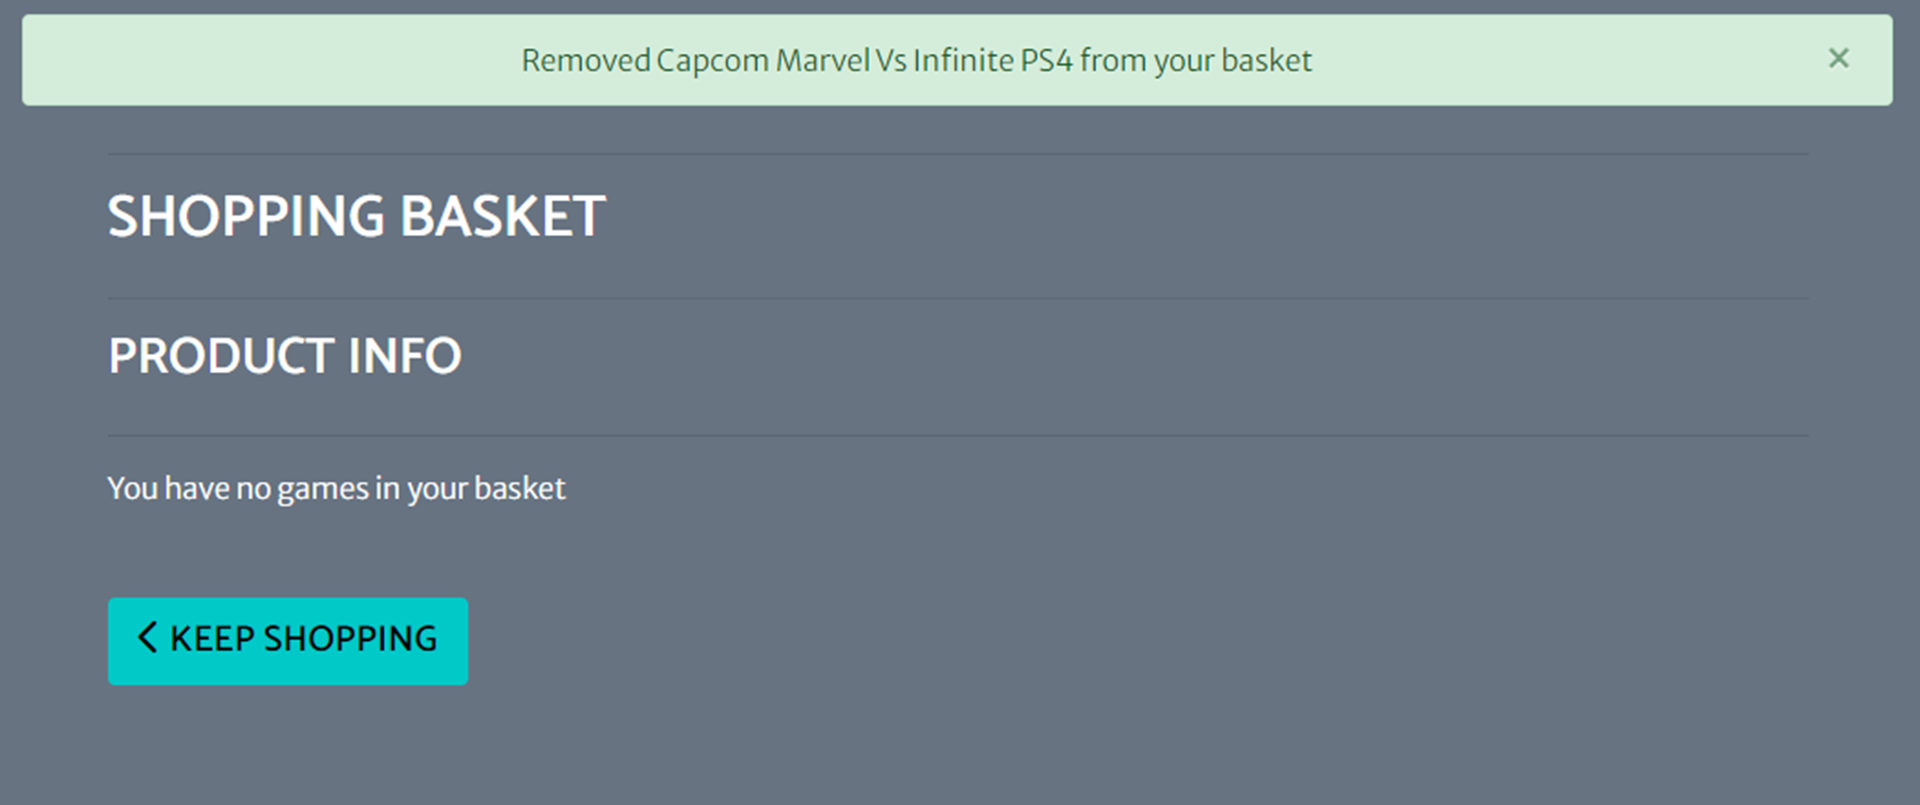 Removed Capcom Marvel Vs Infinite PS4 from your basket ×
SHOPPING BASKET
PRODUCT INFO
You have no games in your basket
KEEP SHOPPING